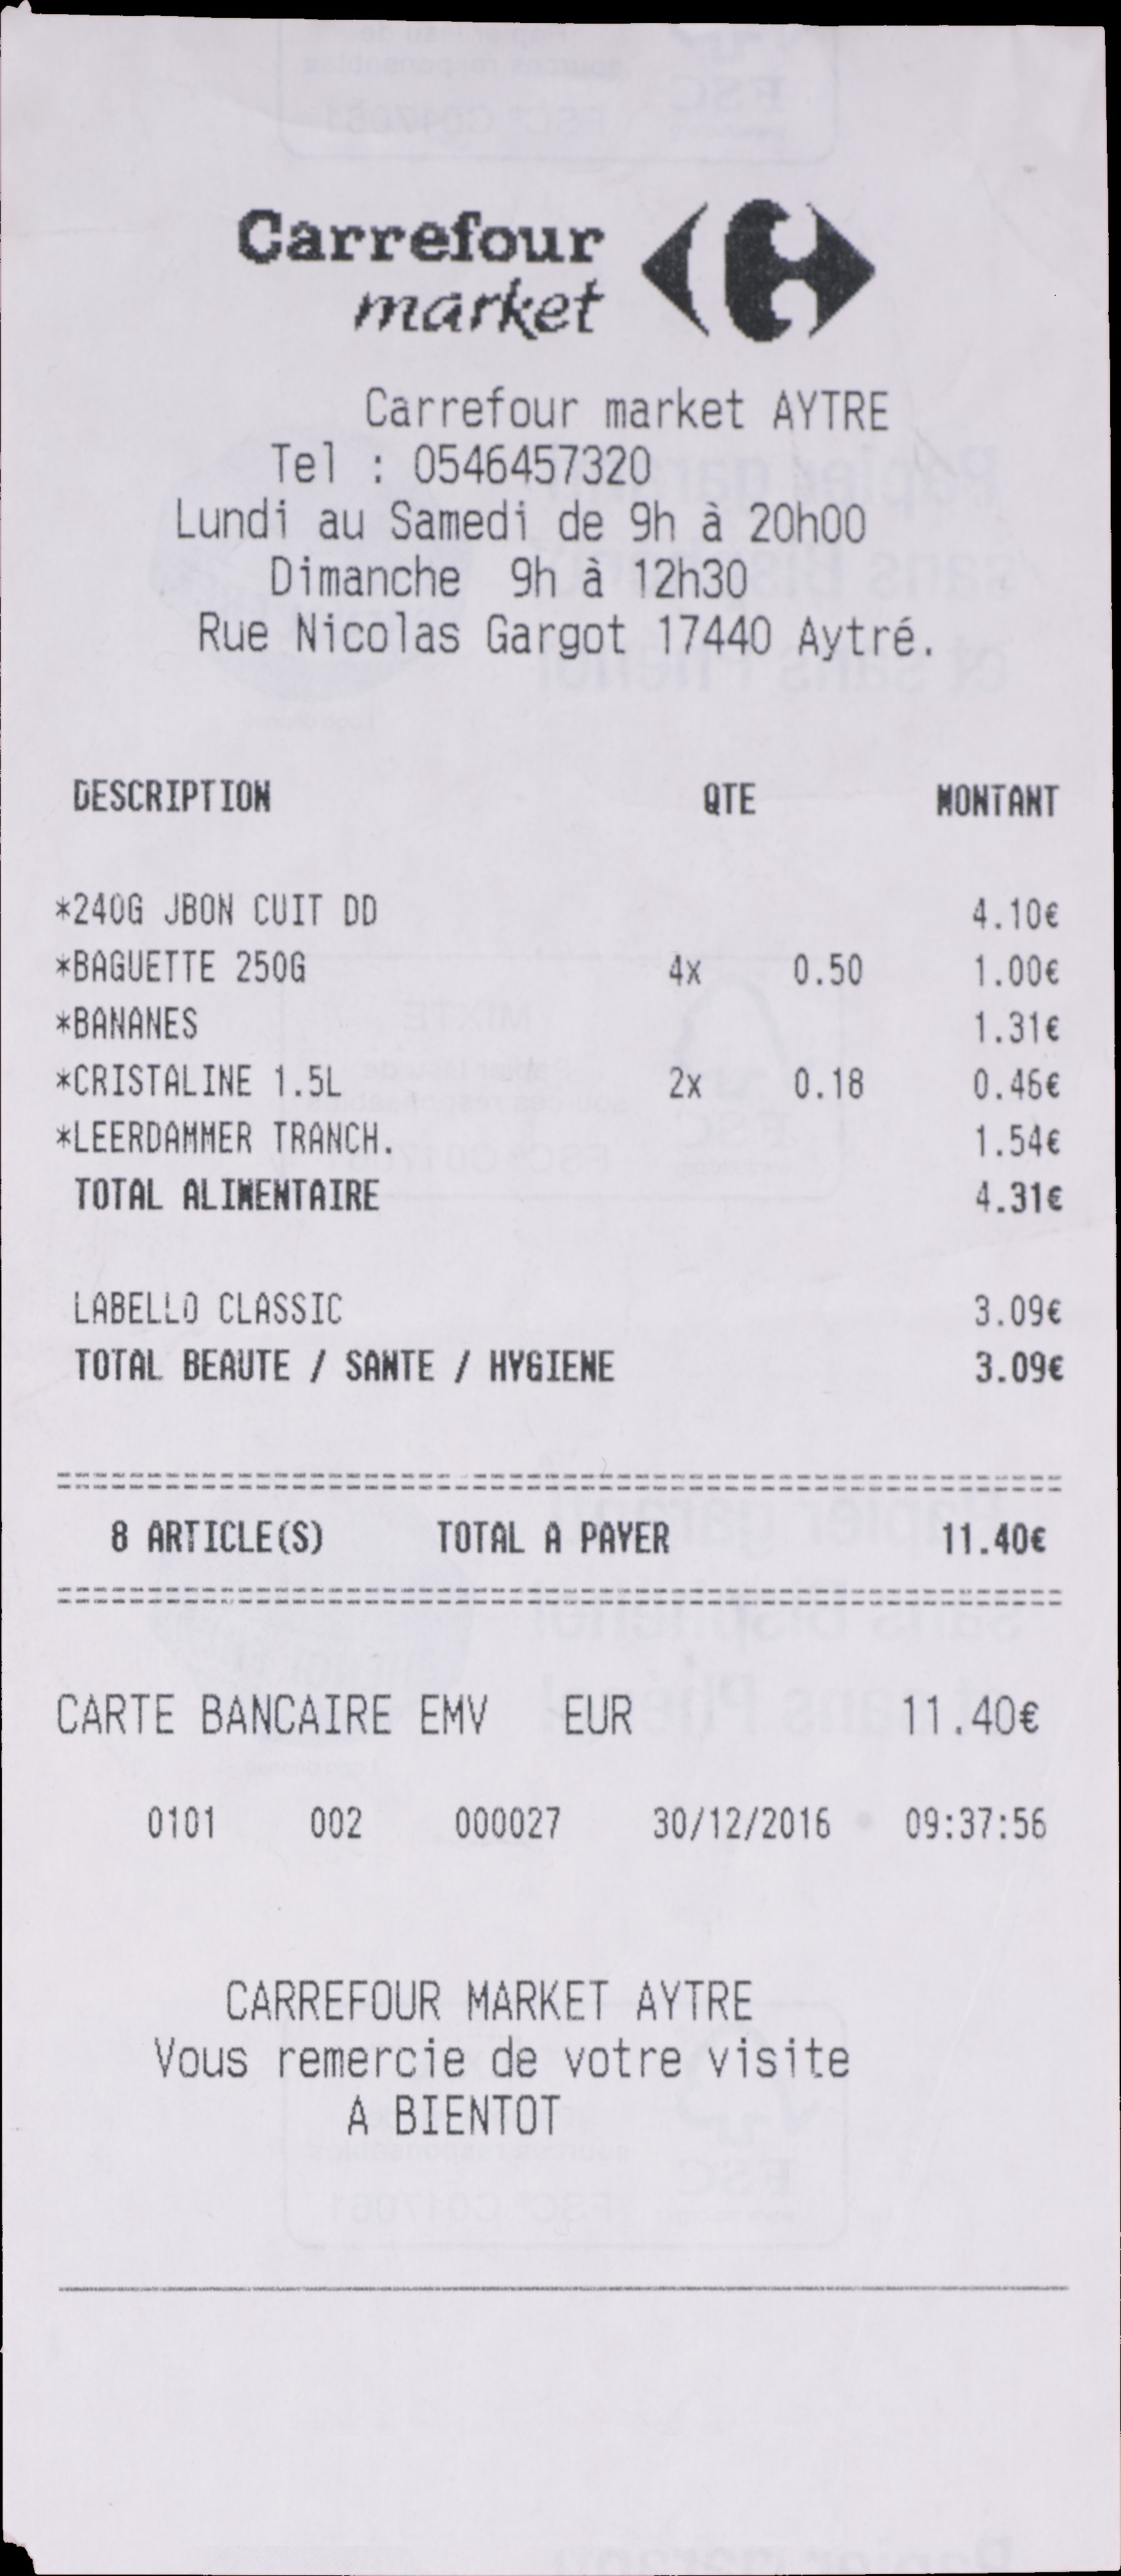 Carrefour
market
Carrefour market AYTRE
Tel : 0546457320
Lundi au Samedi de 9h à 20h00
Dimanche 9h à 12h30
Rue Nicolas Gargot 17440 Aytré.
DESCRIPTION QTE MONTANT
*240G JBON CUIT DD 4.10€
*BAGUETTE 250G 4x 0.50 1.00€
*BANANES 1.31€
*CRISTALINE 1.5L 2x 0.18 0.46€
*LEERDAMMER TRANCH. 1.54€
TOTAL ALIMENTAIRE 4.31€
LABELLO CLASSIC 3.09€
TOTAL BEAUTE / SANTE / HYGIENE 3.09€
8 ARTICLE(S) TOTAL A PAYER 11.40€
CARTE BANCAIRE EMV EUR 11.40€
0101 002 000027 30/12/2016 09:37:56
CARREFOUR MARKET AYTRE
Vous remercie de votre visite
A BIENTOT